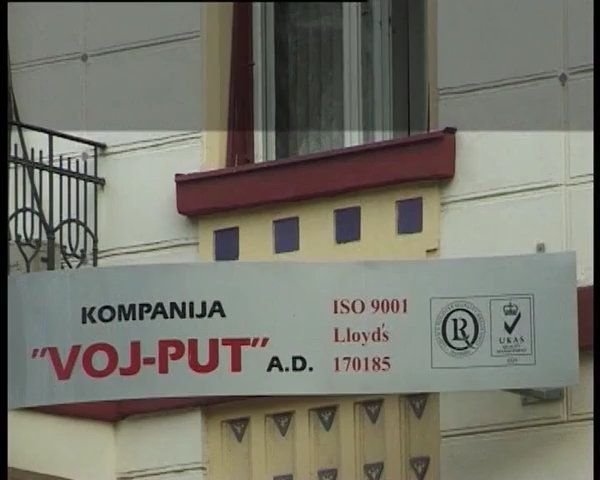 KOMPANIJA
"VOJ-PUT" A.D.
ISO 9001
Lloyd's
170185
R
UKAS